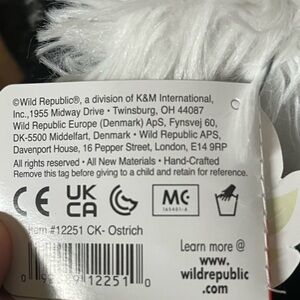 ©Wild Republic®, a division of K&M International,
Inc.,1955 Midway Drive • Twinsburg, OH 44087
Wild Republic Europe (Denmark) ApS, Fynsvej 60,
DK-5500 Middelfart, Denmark • Wild Republic APS,
Davenport House, 16 Pepper Street, London, E14 9RP
All rights reserved • All New Materials • Hand-Crafted
Remove this tag before giving to a child and retain for reference.
CE UK
CA
MC
Item #12251 CK- Ostrich
Learn more @
www.
wildrepublic
.com
12251